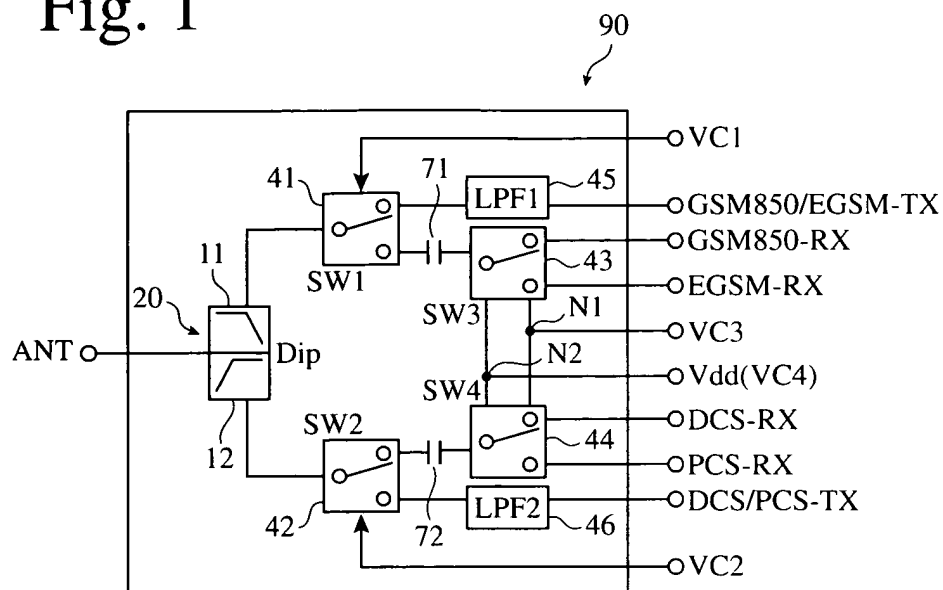 Fig. 1
90
VC1
41
71
45
LPF1
GSM850/EGSM-TX
GSM850-RX
SW1
43
11
EGSM-RX
20
SW3
N1
VC3
ANT
Dip
N2
Vdd(VC4)
SW4
SW2
DCS-RX
12
44
PCS-RX
42
72
LPF2
46
DCS/PCS-TX
VC2